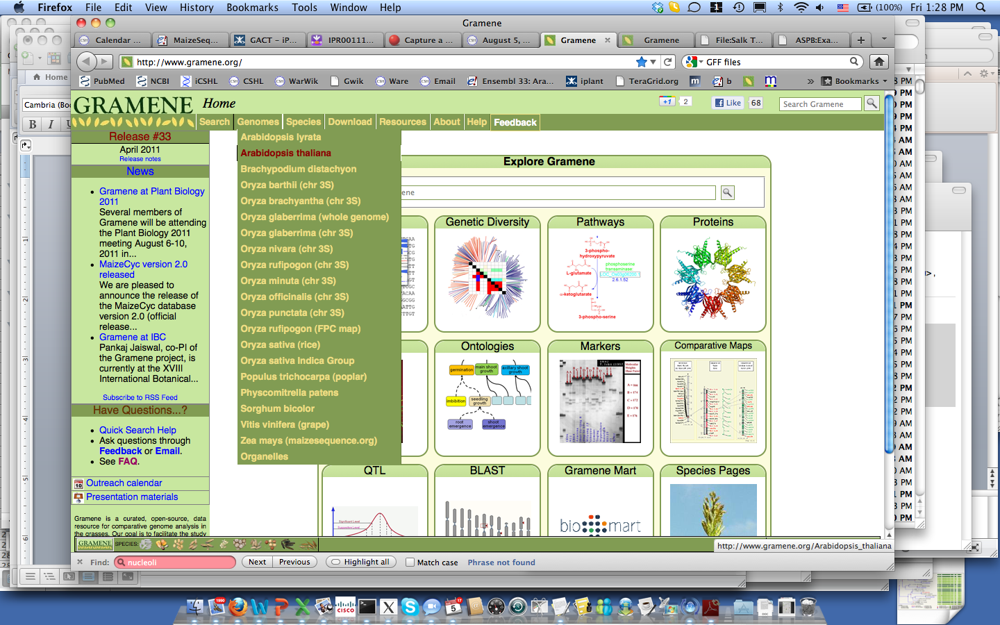 Firefox File Edit View History Bookmarks Tools Window Help
(100%) Fri 1:28 PM
Gramene
Calendar ... MaizeSeq... GACT – iP... IPR00111... Capture a ... August 5, ... Gramene Gramene File:Salk T... ASPB:Exa...
http://www.gramene.org/
GFF files
PubMed NCBI iCSHL CSHL WarWik Gwik Ware Email Ensembl 33: Ara... iplant TeraGrid.org b » Bookmarks
Home
Cambria (Bo
B I U
GRAMENE Home
+1 2 Like 68 Search Gramene
Search Genomes Species Download Resources About Help Feedback
Release #33
April 2011
Release notes
News
Gramene at Plant Biology
2011
Several members of
Gramene will be attending
the Plant Biology 2011
meeting August 6-10,
2011 in...
MaizeCyc version 2.0
released
We are pleased to
announce the release of
the MaizeCyc database
version 2.0 (official
release...
Gramene at IBC
Pankaj Jaiswal, co-PI of
the Gramene project, is
currently at the XVIII
International Botanical...
Subscribe to RSS Feed
Have Questions...?
Quick Search Help
Ask questions through
Feedback or Email.
See FAQ.
Outreach calendar
Presentation materials
Gramene is a curated, open-source, data
resource for comparative genome analysis in
the grasses. Our goal is to facilitate the study
Arabidopsis lyrata
Arabidopsis thaliana
Brachypodium distachyon
Oryza barthii (chr 3S)
Oryza brachyantha (chr 3S)
Oryza glaberrima (whole genome)
Oryza glaberrima (chr 3S)
Oryza nivara (chr 3S)
Oryza rufipogon (chr 3S)
Oryza minuta (chr 3S)
Oryza officinalis (chr 3S)
Oryza punctata (chr 3S)
Oryza rufipogon (FPC map)
Oryza sativa (rice)
Oryza sativa Indica Group
Populus trichocarpa (poplar)
Physcomitrella patens
Sorghum bicolor
Vitis vinifera (grape)
Zea mays (maizesequence.org)
Organelles
Explore Gramene
ene
Genetic Diversity Pathways Proteins
3-phospho-
hydroxypyruvate
phosphoserine
transaminase:
L-glutamate
2.6.1.52
3-phospho-serine
Ontologies Markers Comparative Maps
germination main shoot growth axillary shoot growth
imbibition seedling growth
root emergence shoot emergence
QTL BLAST Gramene Mart Species Pages
bio mart
GRAMENE SPECIES:
http://www.gramene.org/Arabidopsis_thaliana
Find: nucleoli Next Previous Highlight all Match case Phrase not found